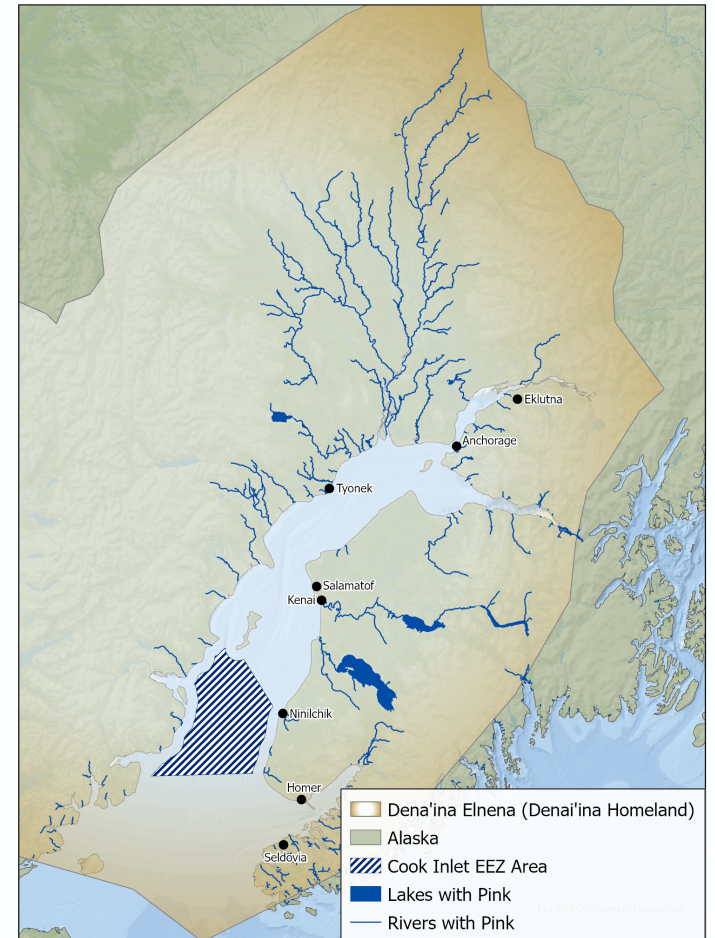 Eklutna
Anchorage
Tyonek
Salamatof
Kenai
Ninilchik
Homer
Seldovia
Dena'ina Elnena (Denai'ina Homeland)
Alaska
Cook Inlet EEZ Area
Lakes with Pink
Rivers with Pink